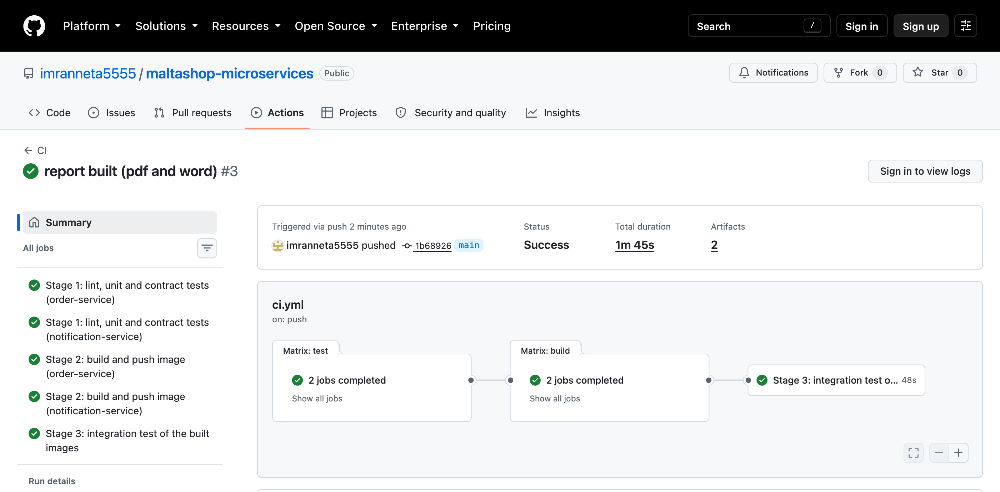 Platform Solutions Resources Open Source Enterprise Pricing Search / Sign in Sign up
imranneta5555 / maltashop-microservices Public Notifications Fork 0 Star 0
Code Issues Pull requests Actions Projects Security and quality Insights
← CI
report built (pdf and word) #3
Sign in to view logs
Summary
All jobs
Stage 1: lint, unit and contract tests
(order-service)
Stage 1: lint, unit and contract tests
(notification-service)
Stage 2: build and push image
(order-service)
Stage 2: build and push image
(notification-service)
Stage 3: integration test of the built
images
Run details
Triggered via push 2 minutes ago
imranneta5555 pushed 1b68926 main
Status
Success
Total duration
1m 45s
Artifacts
2
ci.yml
on: push
Matrix: test
2 jobs completed
Show all jobs
Matrix: build
2 jobs completed
Show all jobs
Stage 3: integration test o... 48s